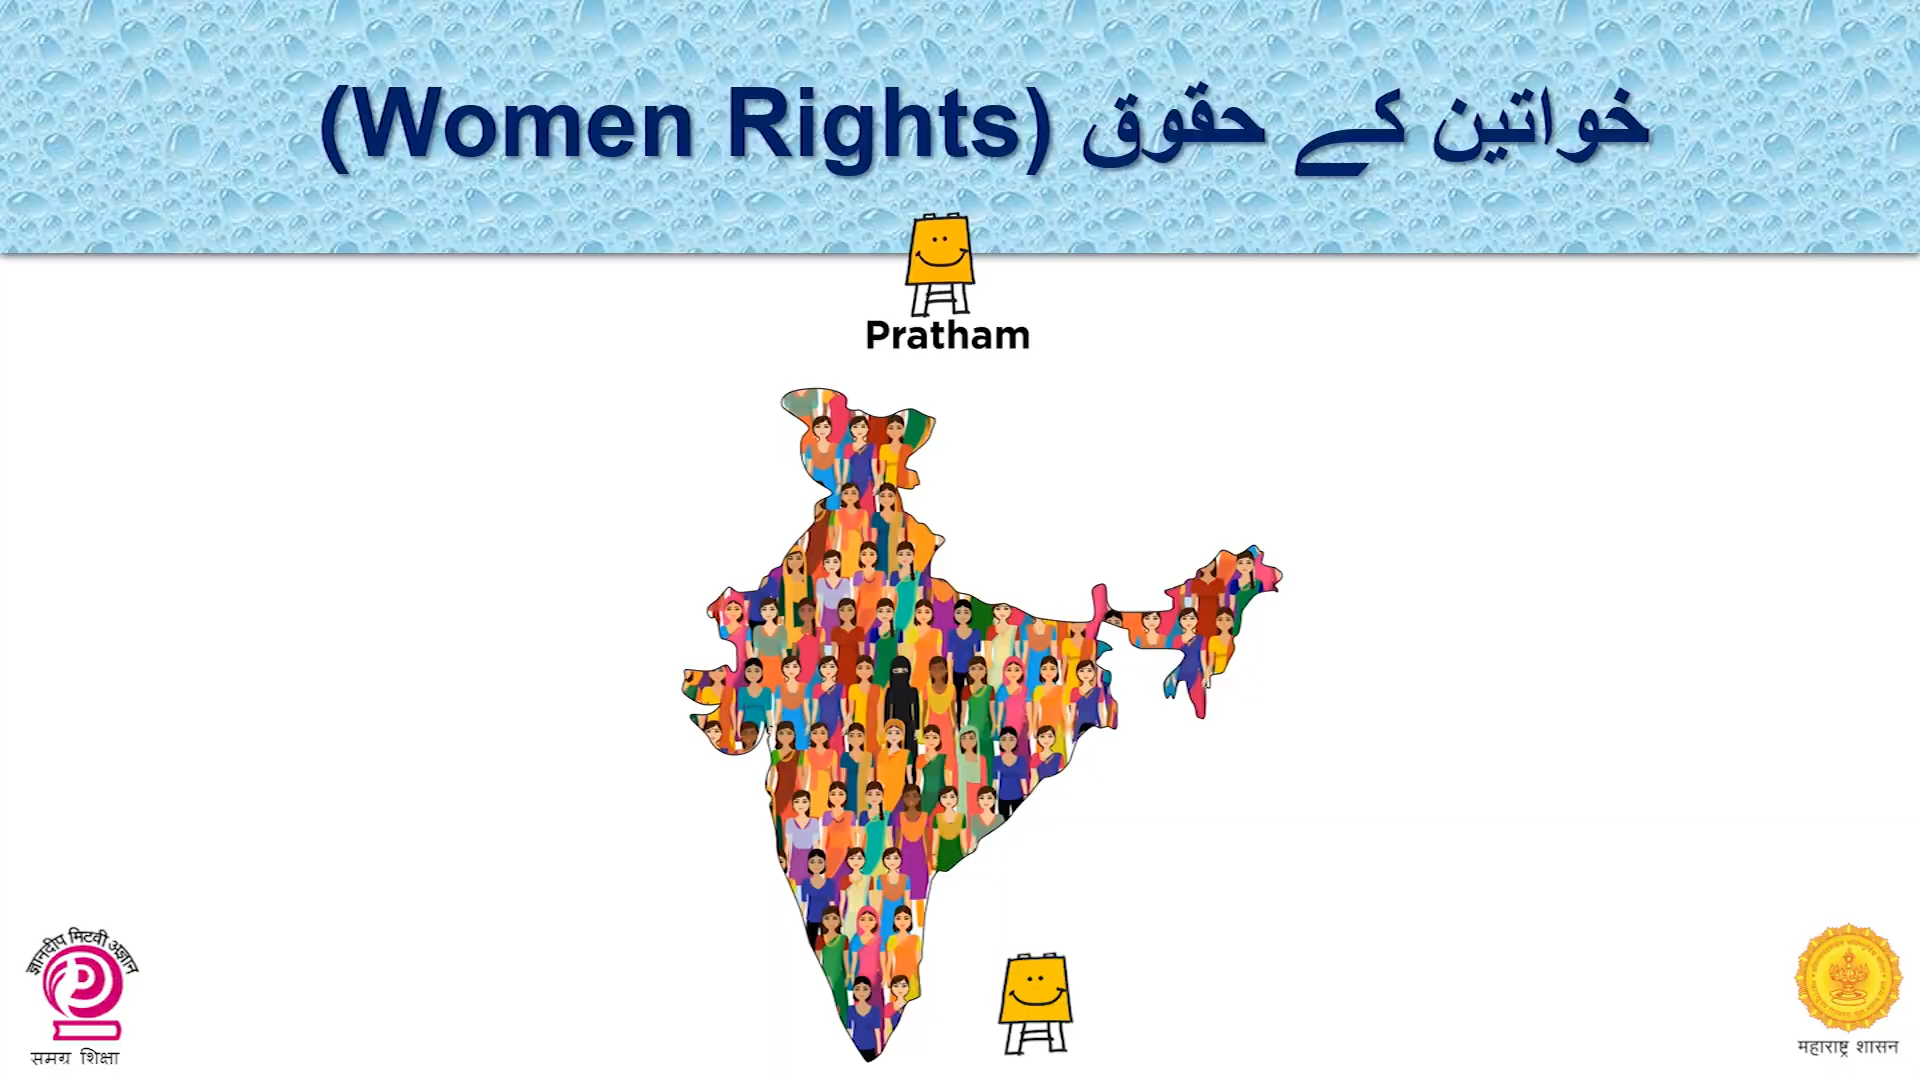 خواتین کے حقوق (Women Rights)
Pratham
ज्ञानदीप मिटवी अज्ञान
समग्र शिक्षा
महाराष्ट्र शासन